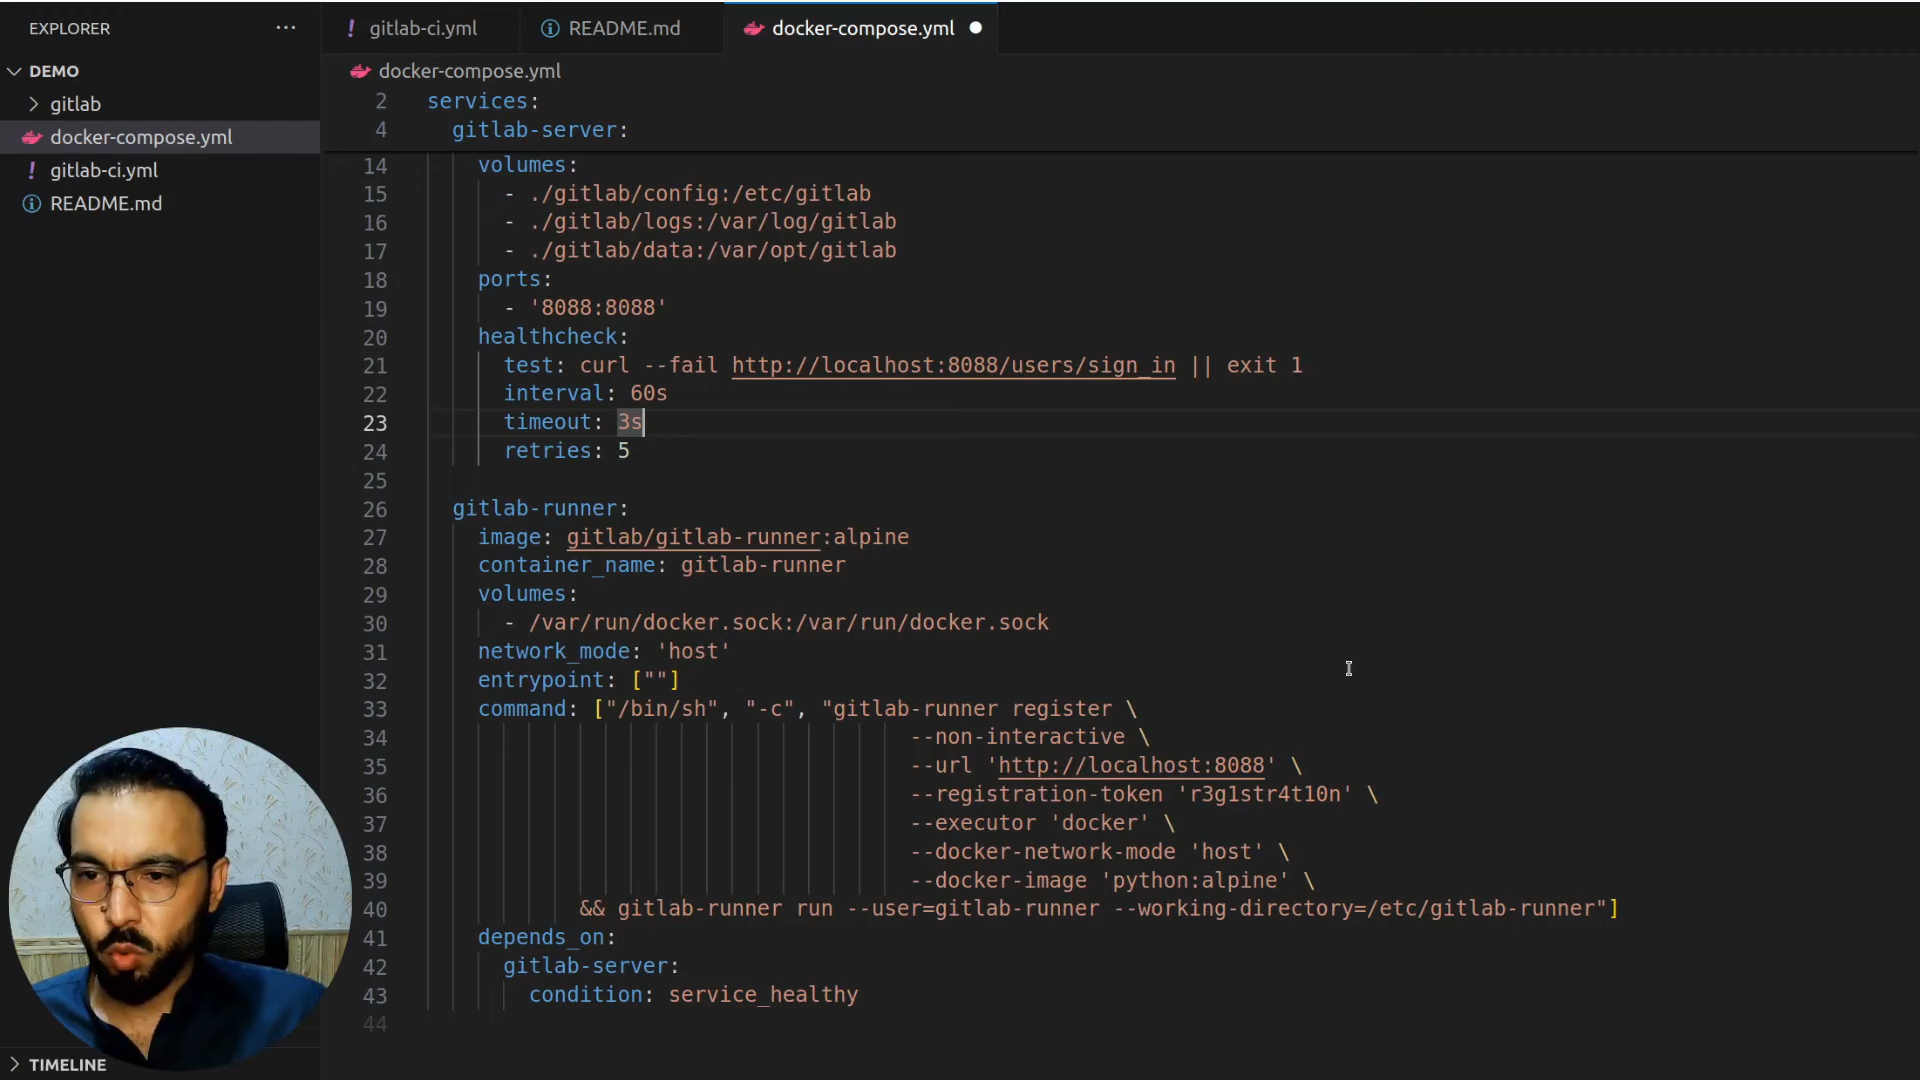 EXPLORER
DEMO
gitlab
docker-compose.yml
gitlab-ci.yml
README.md
TIMELINE
gitlab-ci.yml
README.md
docker-compose.yml
docker-compose.yml
2 services:
4 gitlab-server:
14 volumes:
15 - ./gitlab/config:/etc/gitlab
16 - ./gitlab/logs:/var/log/gitlab
17 - ./gitlab/data:/var/opt/gitlab
18 ports:
19 - '8088:8088'
20 healthcheck:
21 test: curl --fail http://localhost:8088/users/sign_in || exit 1
22 interval: 60s
23 timeout: 3s
24 retries: 5
25
26 gitlab-runner:
27 image: gitlab/gitlab-runner:alpine
28 container_name: gitlab-runner
29 volumes:
30 - /var/run/docker.sock:/var/run/docker.sock
31 network_mode: 'host'
32 entrypoint: [""]
33 command: ["/bin/sh", "-c", "gitlab-runner register \
34 --non-interactive \
35 --url 'http://localhost:8088' \
36 --registration-token 'r3g1str4t10n' \
37 --executor 'docker' \
38 --docker-network-mode 'host' \
39 --docker-image 'python:alpine' \
40 && gitlab-runner run --user=gitlab-runner --working-directory=/etc/gitlab-runner"]
41 depends_on:
42 gitlab-server:
43 condition: service_healthy
44